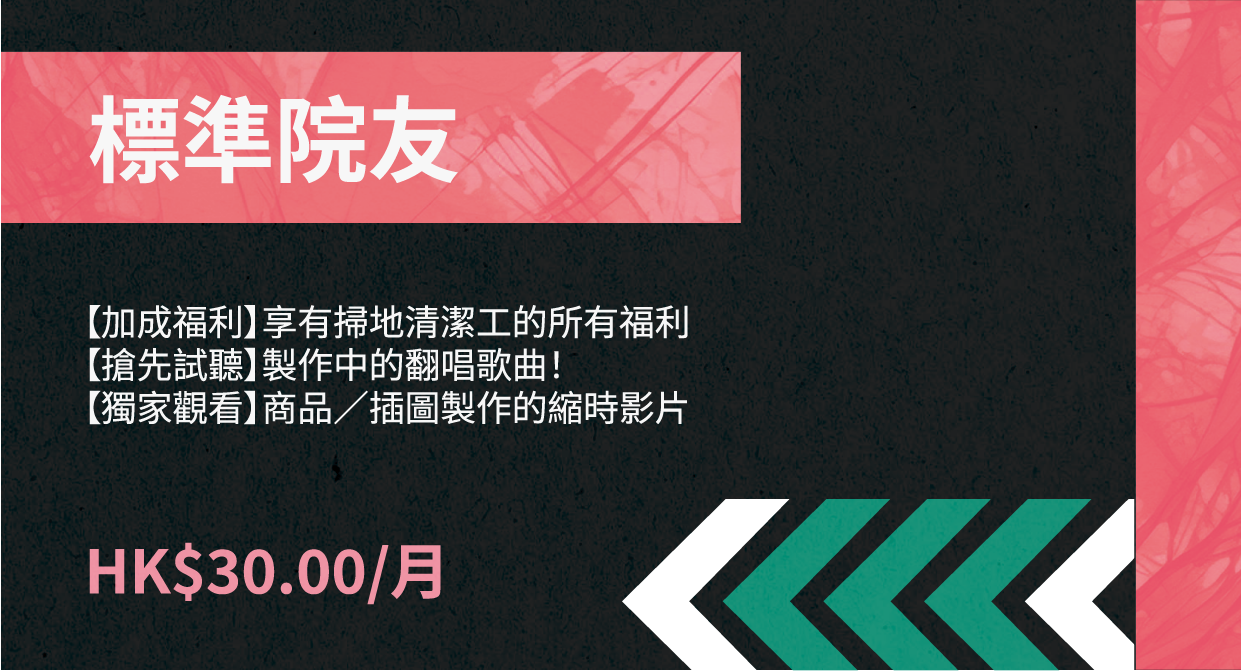 標準院友
【加成福利】享有掃地清潔工的所有福利
【搶先試聽】製作中的翻唱歌曲！
【獨家觀看】商品／插圖製作的縮時影片
HK$30.00/月